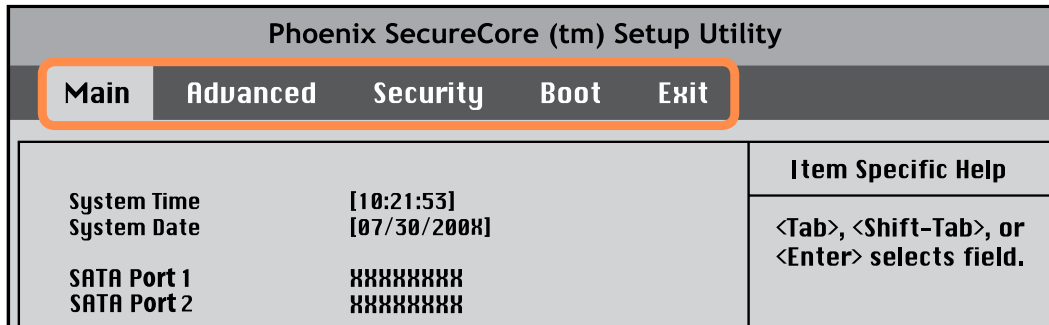 Phoenix SecureCore (tm) Setup Utility
Main Advanced Security Boot Exit
System Time [10:21:53]
System Date [07/30/200X]
SATA Port 1 XXXXXXXX
SATA Port 2 XXXXXXXX
Item Specific Help
<Tab>, <Shift-Tab>, or
<Enter> selects field.